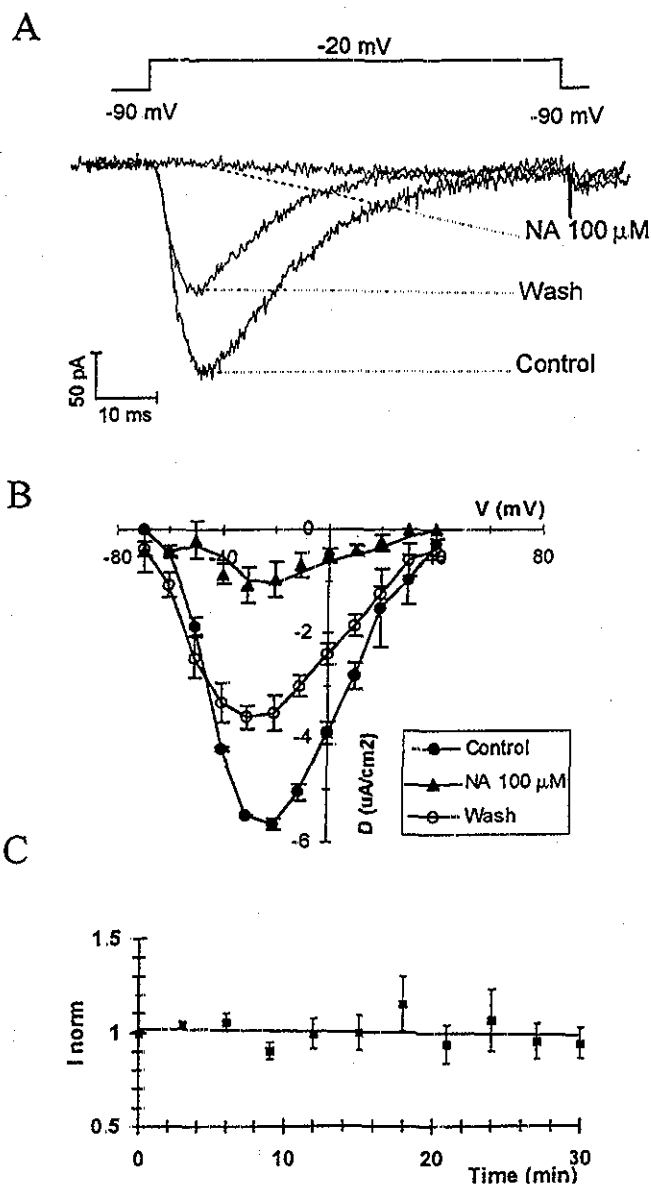 A
-20 mV
-90 mV
-90 mV
NA 100 µM
Wash
Control
50 pA
10 ms
B
V (mV)
-80
-40
0
40
80
-2
-4
-6
D (uA/cm2)
Control
NA 100 µM
Wash
C
I norm
1.5
1
0.5
0
10
20
30
Time (min)